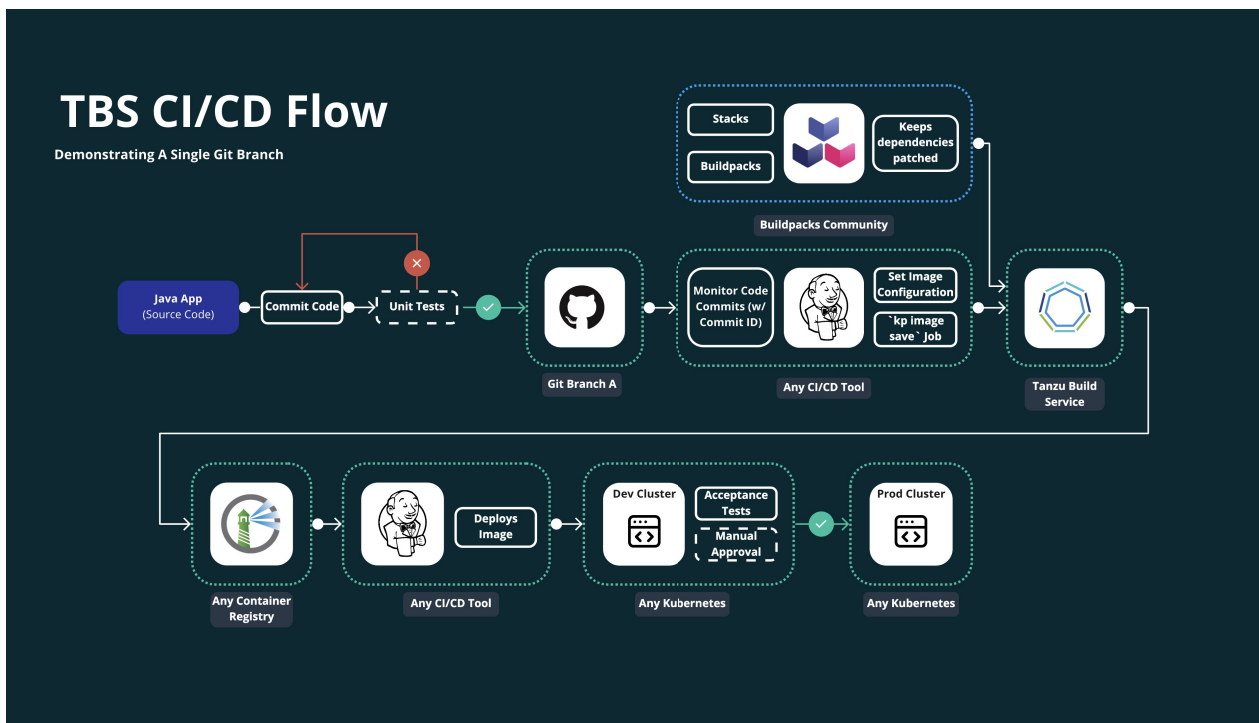 TBS CI/CD Flow
Demonstrating A Single Git Branch
Stacks
Buildpacks
Keeps
dependencies
patched
Buildpacks Community
Java App
(Source Code)
Commit Code
Unit Tests
Git Branch A
Monitor Code
Commits (w/
Commit ID)
Set Image
Configuration
`kp image
save` Job
Any CI/CD Tool
Tanzu Build
Service
Any Container
Registry
Deploys
Image
Any CI/CD Tool
Dev Cluster
Acceptance
Tests
Manual
Approval
Any Kubernetes
Prod Cluster
Any Kubernetes